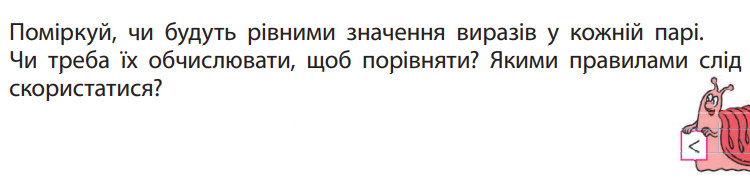 Поміркуй, чи будуть рівними значення виразів у кожній парі.
Чи треба їх обчислювати, щоб порівняти? Якими правилами слід
скористатися?
<